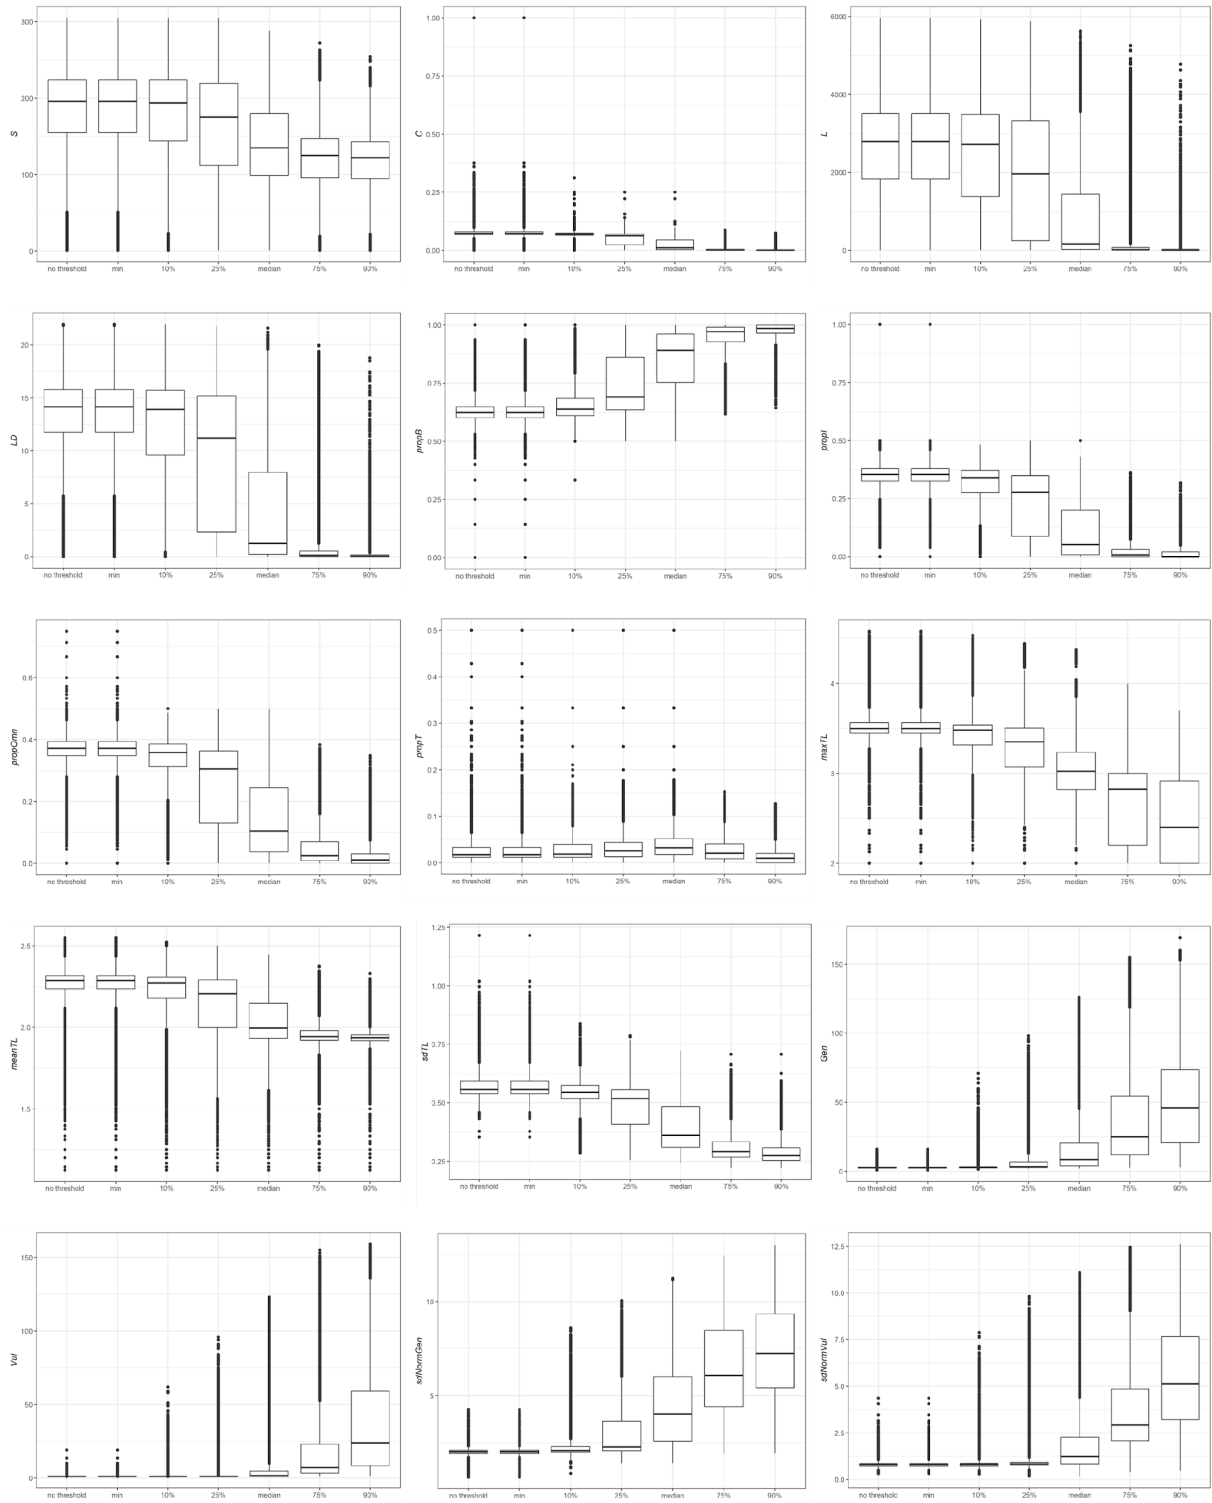 S
300
200
100
0
no threshold min 10% 25% median 75% 90%
C
1.00
0.75
0.50
0.25
0.00
no threshold min 10% 25% median 75% 90%
L
6000
4000
2000
0
no threshold min 10% 25% median 75% 90%
LD
20
15
10
5
0
no threshold min 10% 25% median 75% 90%
propB
1.00
0.75
0.50
0.25
0.00
no threshold min 10% 25% median 75% 90%
propI
1.00
0.75
0.50
0.25
0.00
no threshold min 10% 25% median 75% 90%
propOmn
0.6
0.4
0.2
0.0
no threshold min 10% 25% median 75% 90%
propT
0.5
0.4
0.3
0.2
0.1
0.0
no threshold min 10% 25% median 75% 90%
maxTL
4
3
2
no threshold min 10% 25% median 75% 90%
meanTL
2.5
2.0
1.5
no threshold min 10% 25% median 75% 90%
sdTL
1.25
1.00
0.75
0.50
0.25
no threshold min 10% 25% median 75% 90%
Gen
150
100
50
0
no threshold min 10% 25% median 75% 90%
Vul
150
100
50
0
no threshold min 10% 25% median 75% 90%
sdNormGen
10
5
no threshold min 10% 25% median 75% 90%
sdNormVul
12.5
10.0
7.5
5.0
2.5
0.0
no threshold min 10% 25% median 75% 90%